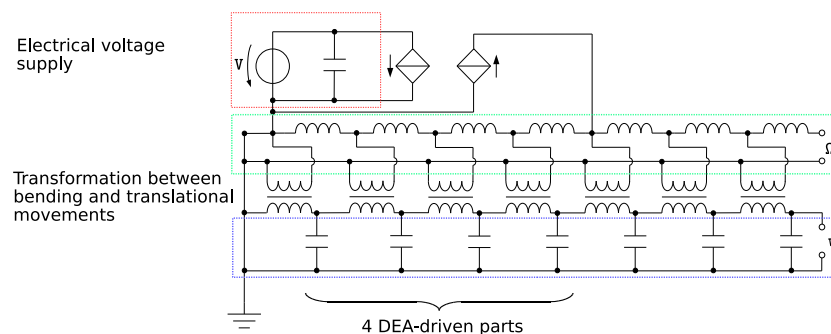 Electrical voltage
supply
V
Ω
Transformation between
bending and translational
movements
4 DEA-driven parts